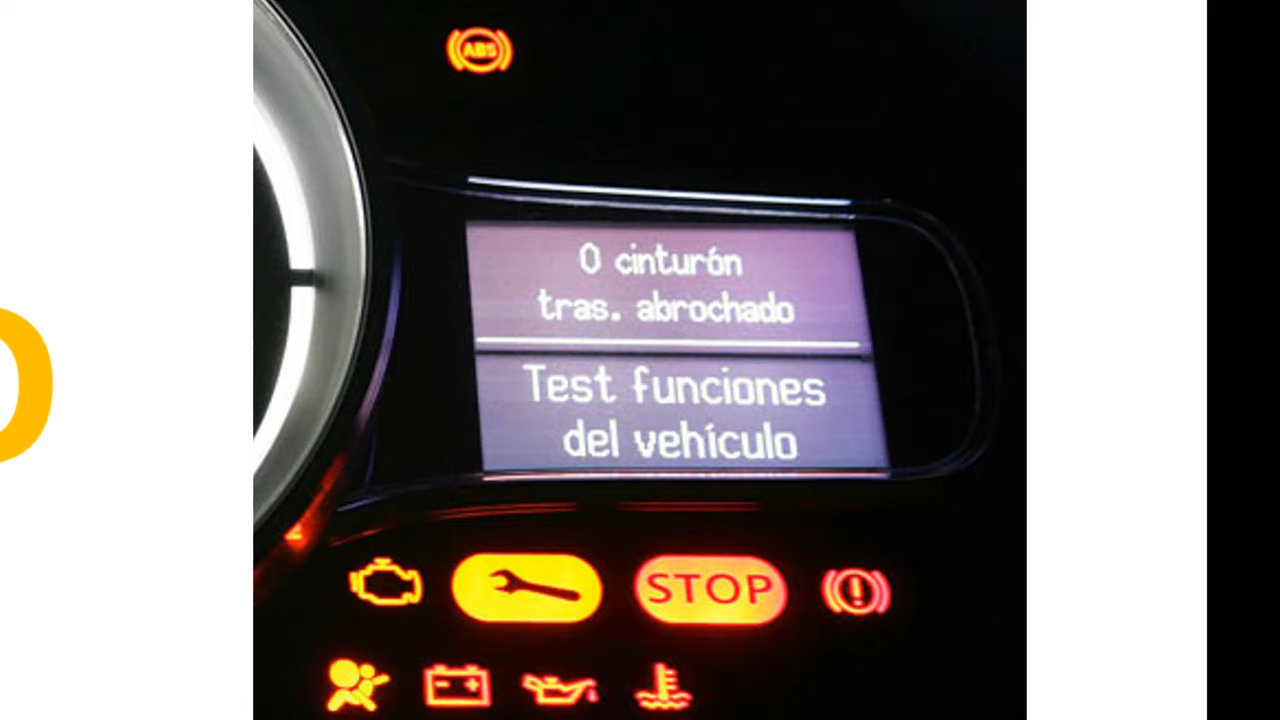 ABS
0 cinturón
tras. abrochado
Test funciones
del vehículo
STOP